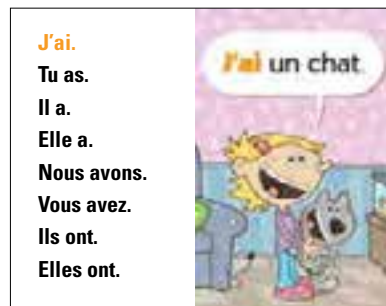 J'ai.
Tu as.
Il a.
Elle a.
Nous avons.
Vous avez.
Ils ont.
Elles ont.
J'ai un chat.